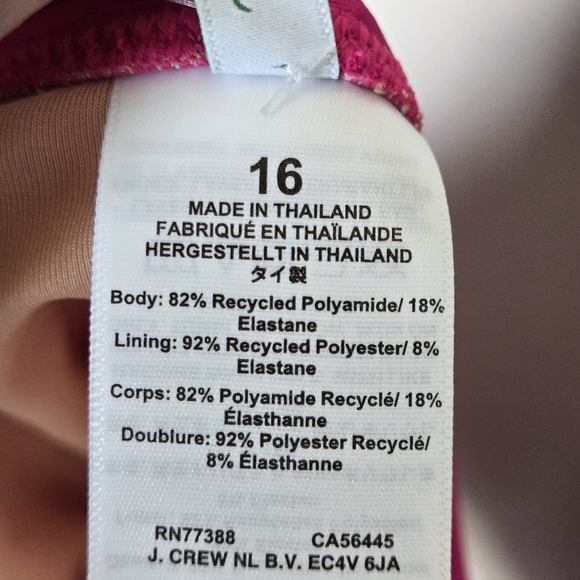 16
MADE IN THAILAND
FABRIQUÉ EN THAÏLANDE
HERGESTELLT IN THAILAND
タイ製
Body: 82% Recycled Polyamide/ 18%
Elastane
Lining: 92% Recycled Polyester/ 8%
Elastane
Corps: 82% Polyamide Recyclé/ 18%
Élasthanne
Doublure: 92% Polyester Recyclé/
8% Élasthanne
RN77388 CA56445
J. CREW NL B.V. EC4V 6JA